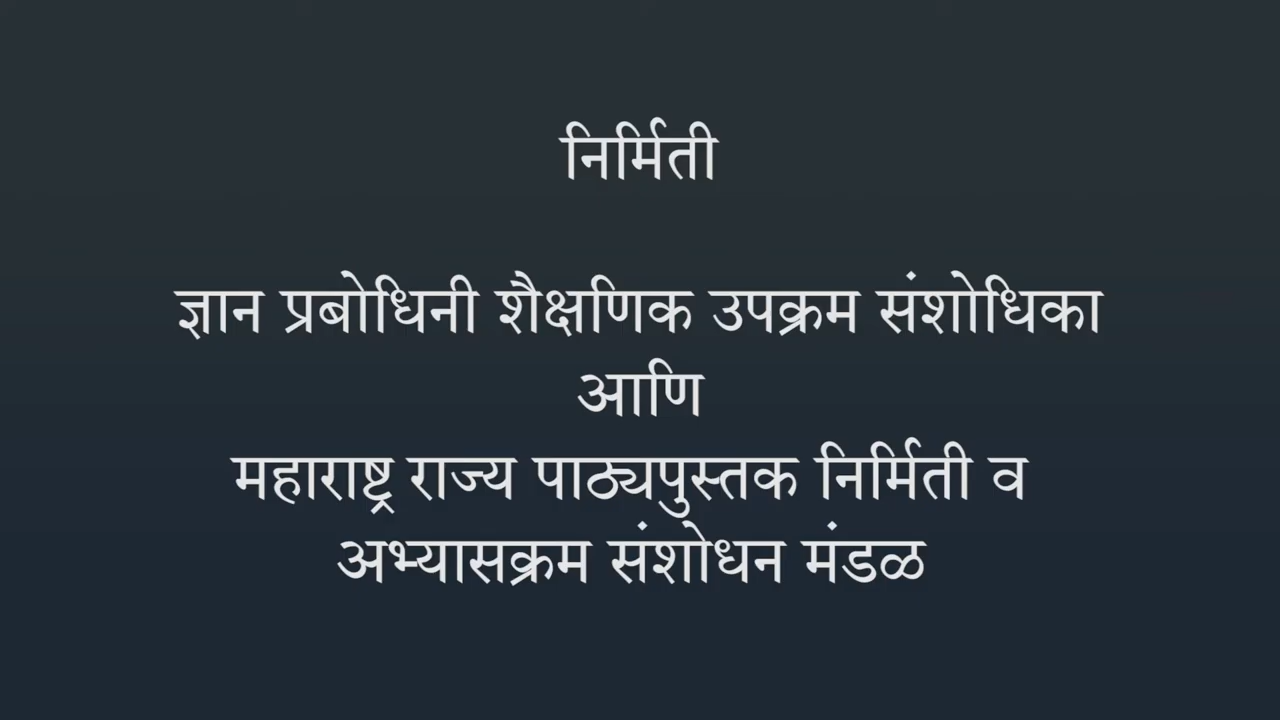 निर्मिती
ज्ञान प्रबोधिनी शैक्षणिक उपक्रम संशोधिका
आणि
महाराष्ट्र राज्य पाठ्यपुस्तक निर्मिती व
अभ्यासक्रम संशोधन मंडळ